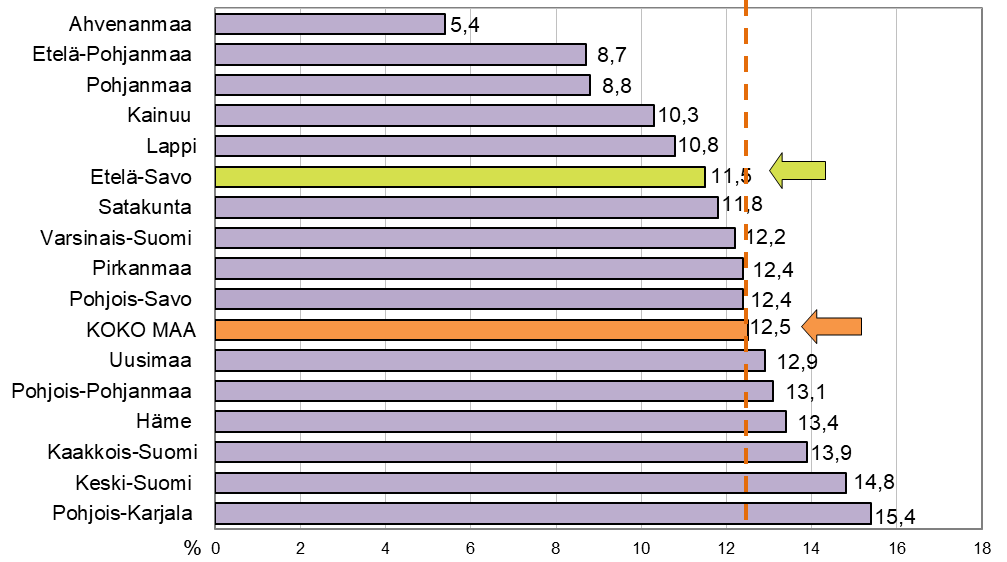 Ahvenanmaa 5,4
Etelä-Pohjanmaa 8,7
Pohjanmaa 8,8
Kainuu 10,3
Lappi 10,8
Etelä-Savo 11,5
Satakunta 11,8
Varsinais-Suomi 12,2
Pirkanmaa 12,4
Pohjois-Savo 12,4
KOKO MAA 12,5
Uusimaa 12,9
Pohjois-Pohjanmaa 13,1
Häme 13,4
Kaakkois-Suomi 13,9
Keski-Suomi 14,8
Pohjois-Karjala 15,4
% 0 2 4 6 8 10 12 14 16 18